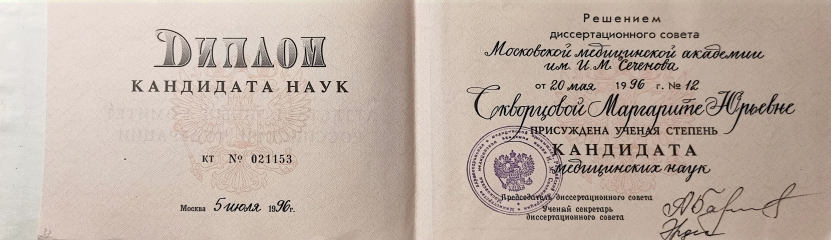 Диплом
КАНДИДАТА НАУК
КТ № 021153
Москва 5 июля 1996г.
Решением
диссертационного совета
Московской медицинской академии
им. И.М. Сеченова
от 20 мая 1996 г. № 12
Скворцовой Маргарите Юрьевне
ПРИСУЖДЕНА УЧЕНАЯ СТЕПЕНЬ
КАНДИДАТА
медицинских наук
Председатель диссертационного совета
Ученый секретарь
диссертационного совета